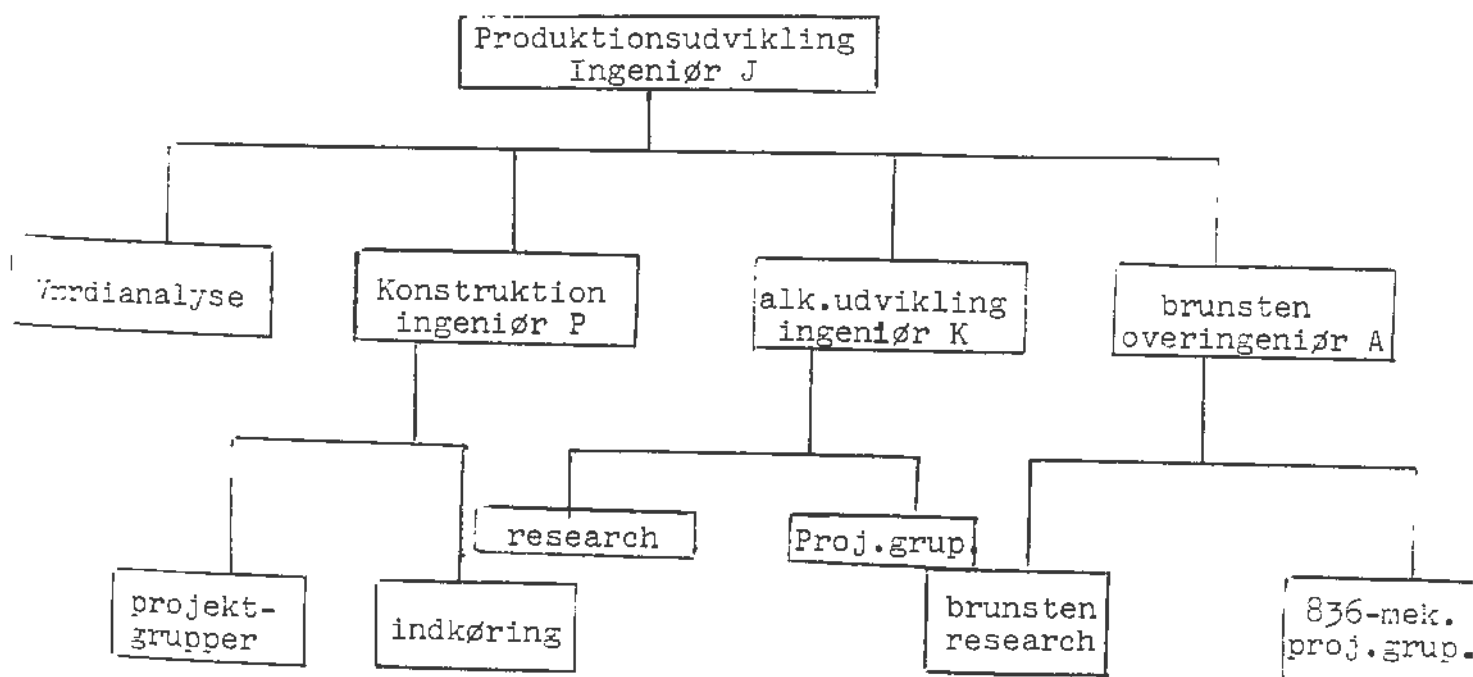 Produktionsudvikling
Ingeniør J
Værdianalyse
Konstruktion
ingeniør P
alk.udvikling
ingeniør K
brunsten
overingeniør A
research
Proj.grup.
projekt-
grupper
indkøring
brunsten
research
836-mek.
proj.grup.